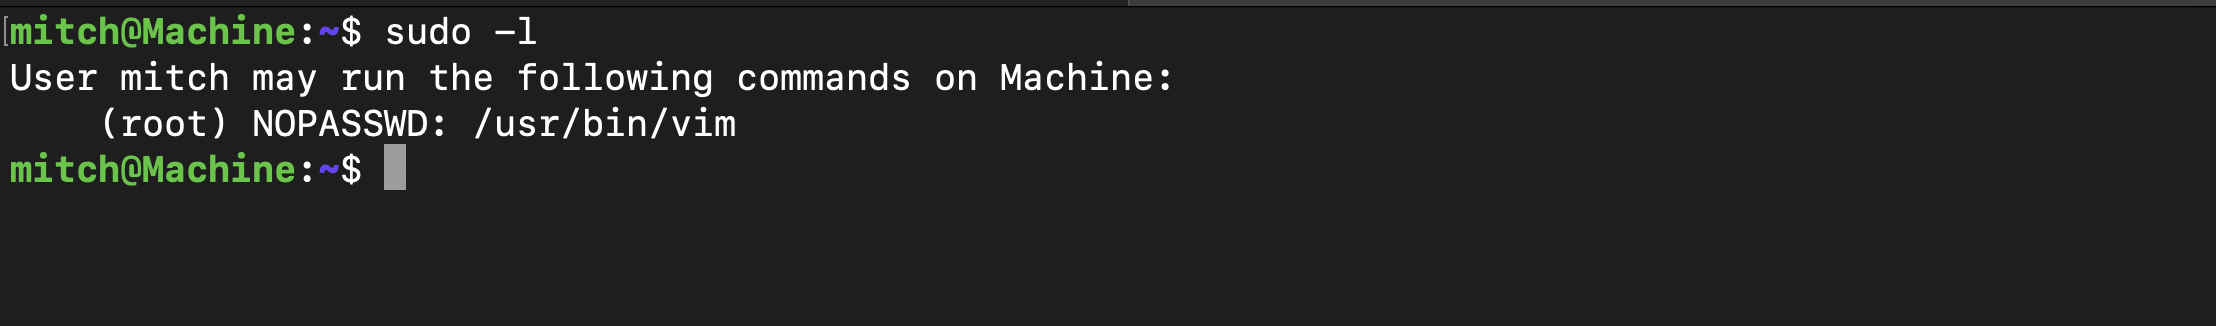 mitch@Machine:~$ sudo -l
User mitch may run the following commands on Machine:
    (root) NOPASSWD: /usr/bin/vim
mitch@Machine:~$